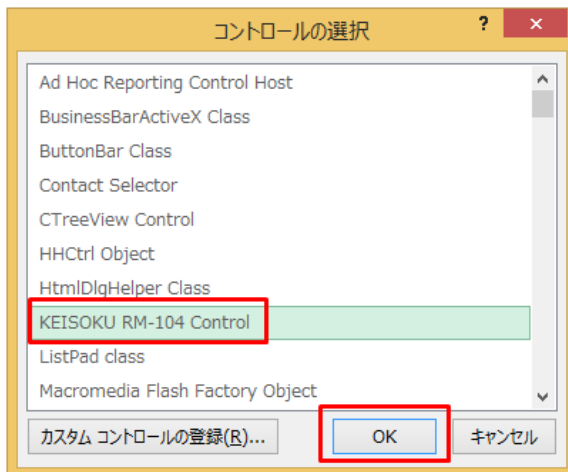 コントロールの選択
?
×
Ad Hoc Reporting Control Host
BusinessBarActiveX Class
ButtonBar Class
Contact Selector
CTreeView Control
HHCtrl Object
HtmlDlgHelper Class
KEISOKU RM-104 Control
ListPad class
Macromedia Flash Factory Object
カスタム コントロールの登録(R)... OK キャンセル